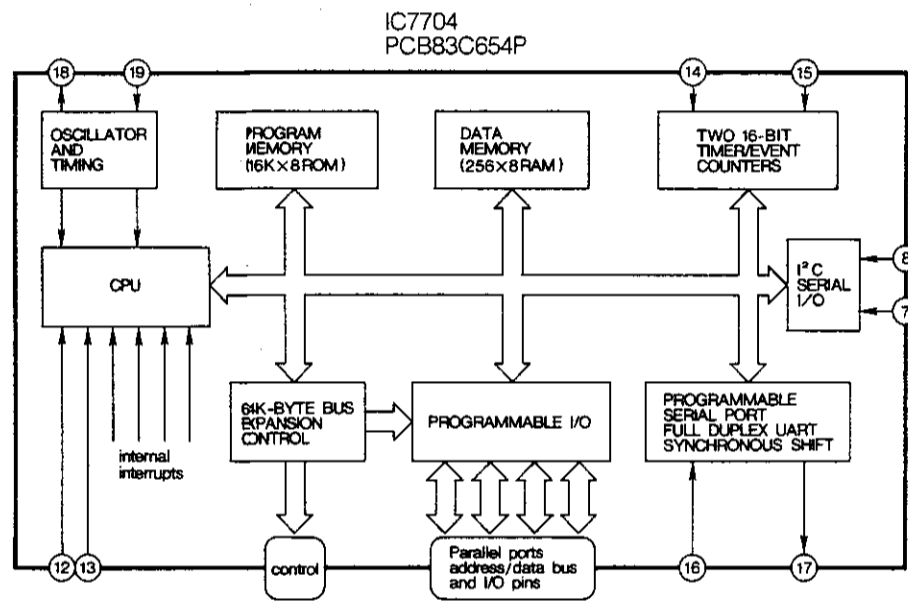 IC7704
PCB83C654P
18
19
14
15
OSCILLATOR
AND
TIMING
PROGRAM
MEMORY
(16K×8 ROM)
DATA
MEMORY
(256×8 RAM)
TWO 16-BIT
TIMER/EVENT
COUNTERS
CPU
I²C
SERIAL
I/O
8
7
64K-BYTE BUS
EXPANSION
CONTROL
PROGRAMMABLE I/O
PROGRAMMABLE
SERIAL PORT
FULL DUPLEX UART
SYNCHRONOUS SHIFT
internal
interrupts
12
13
control
Parallel ports
address/data bus
and I/O pins
16
17